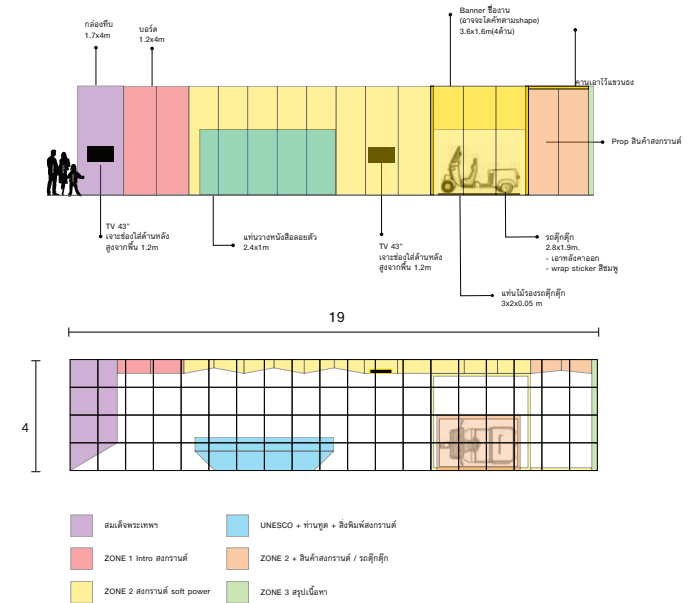 กล่องทึบ
1.7x4m
บอร์ด
1.2x4m
Banner ชื่องาน
(อาจจะไดคัทตามshape)
3.6x1.6m(4ด้าน)
คานเอาไว้แขวนธง
Prop สินค้าสงกรานต์
TV 43"
เจาะช่องใส่ด้านหลัง
สูงจากพื้น 1.2m
แท่นวางหนังสือลอยตัว
2.4x1m
TV 43"
เจาะช่องใส่ด้านหลัง
สูงจากพื้น 1.2m
รถตุ๊กตุ๊ก
2.8x1.9m.
- เอาหลังคาออก
- wrap sticker สีชมพู
แท่นไม้รองรถตุ๊กตุ๊ก
3x2x0.05 m
19
4
สมเด็จพระเทพฯ
UNESCO + ท่านทูต + สิ่งพิมพ์สงกรานต์
ZONE 1 Intro สงกรานต์
ZONE 2 + สินค้าสงกรานต์ / รถตุ๊กตุ๊ก
ZONE 2 สงกรานต์ soft power
ZONE 3 สรุปเนื้อหา